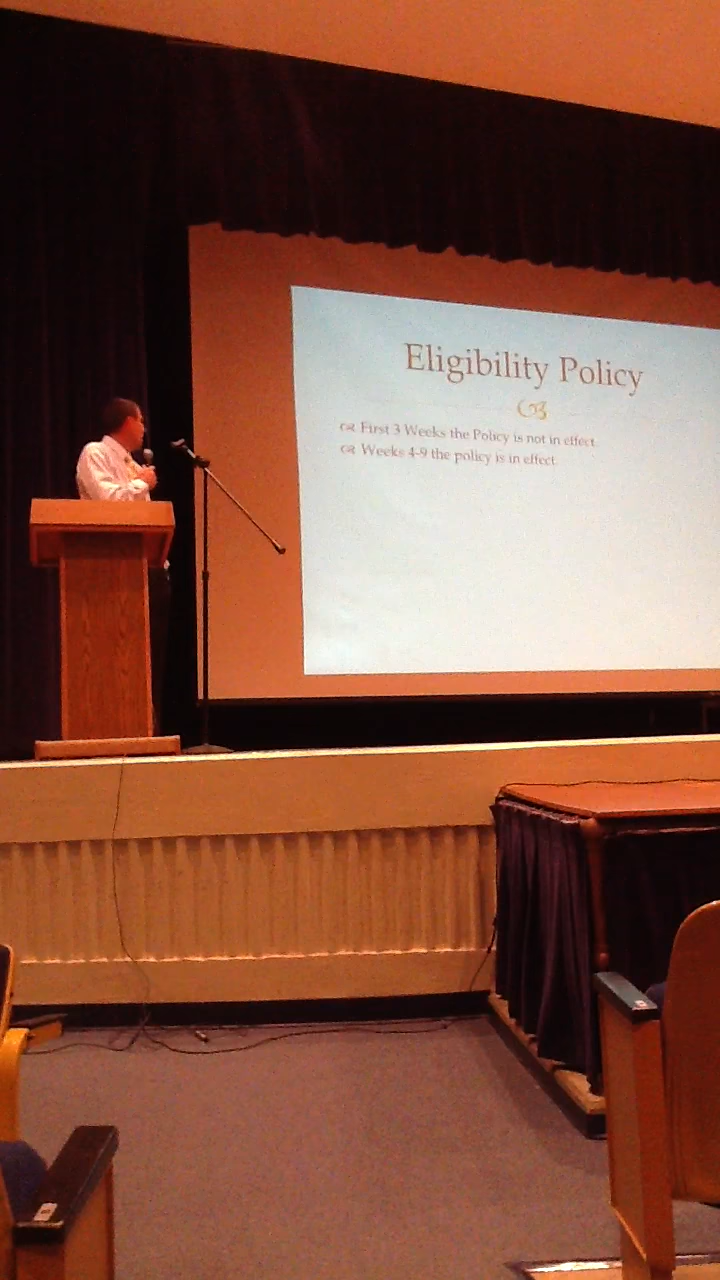 Eligibility Policy
First 3 Weeks the Policy is not in effect.
Weeks 4-9 the policy is in effect.